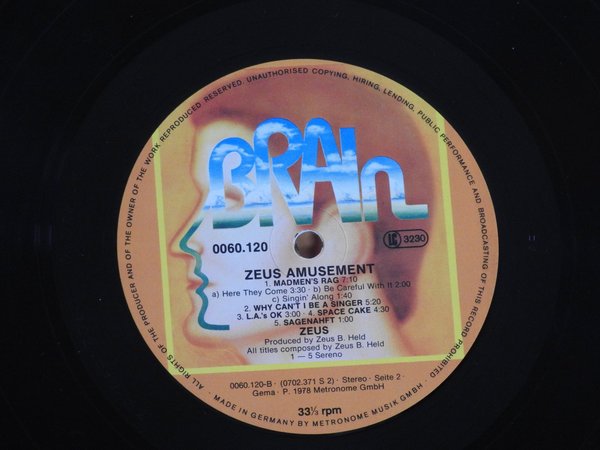 ALL RIGHTS OF THE PRODUCER AND OF THE OWNER OF THE WORK REPRODUCED RESERVED. UNAUTHORISED COPYING, HIRING, LENDING, PUBLIC PERFORMANCE AND BROADCASTING OF THIS RECORD PROHIBITED
BRAIN
0060.120
LC 3230
ZEUS AMUSEMENT
1. MADMEN'S RAG 7:10
a) Here They Come 3:30 · b) Be Careful With It 2:00
c) Singin' Along 1:40
2. WHY CAN'T I BE A SINGER 5:20
3. L.A.'s OK 3:00 · 4. SPACE CAKE 4:30
5. SAGENAHFT 1:00
ZEUS
Produced by Zeus B. Held
All titles composed by Zeus B. Held
1 — 5 Sereno
0060.120-B · (0702.371 S 2) · Stereo · Seite 2 ·
Gema · P. 1978 Metronome GmbH
33⅓ rpm
MADE IN GERMANY BY METRONOME MUSIK GMBH ·